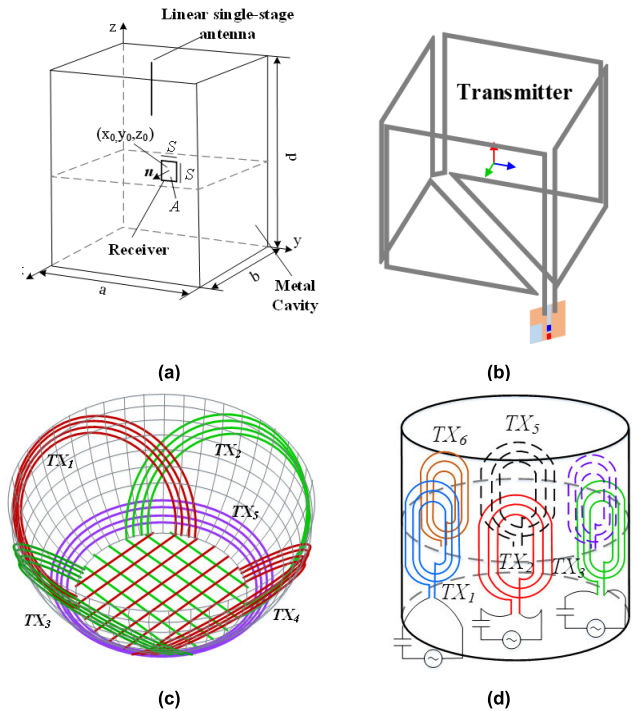 Linear single-stage
antenna
z
(x₀,y₀,z₀)
S
S
n
A
d
Receiver
y
a
b
Metal
Cavity
(a)
Transmitter
(b)
TX₁
TX₂
TX₅
TX₃
TX₄
(c)
TX₆
TX₅
TX₂
TX₃
TX₁
(d)